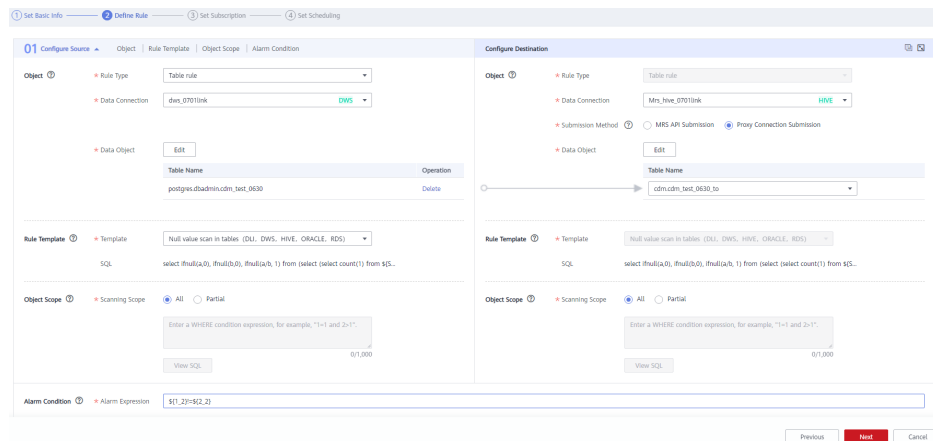 1 Set Basic Info 2 Define Rule 3 Set Subscription 4 Set Scheduling
01 Configure Source Object | Rule Template | Object Scope | Alarm Condition
Object ? * Rule Type Table rule
* Data Connection dws_0701link DWS
* Data Object Edit
Table Name Operation
postgres.dbadmin.cdm_test_0630 Delete
Rule Template ? * Template Null value scan in tables (DLI, DWS, HIVE, ORACLE, RDS)
SQL select ifnull(a,0), ifnull(b,0), ifnull(a/b, 1) from (select (select count(1) from ${S...
Object Scope ? * Scanning Scope All Partial
Enter a WHERE condition expression, for example, "1=1 and 2>1".
0/1,000
View SQL
Configure Destination
Object ? * Rule Type Table rule
* Data Connection Mrs_hive_0701link HIVE
* Submission Method ? MRS API Submission Proxy Connection Submission
* Data Object Edit
Table Name
cdm.cdm_test_0630_to
Rule Template ? * Template Null value scan in tables (DLI, DWS, HIVE, ORACLE, RDS)
SQL select ifnull(a,0), ifnull(b,0), ifnull(a/b, 1) from (select (select count(1) from ${S...
Object Scope ? * Scanning Scope All Partial
Enter a WHERE condition expression, for example, "1=1 and 2>1".
0/1,000
View SQL
Alarm Condition ? * Alarm Expression ${1_2}!=${2_2}
Previous Next Cancel